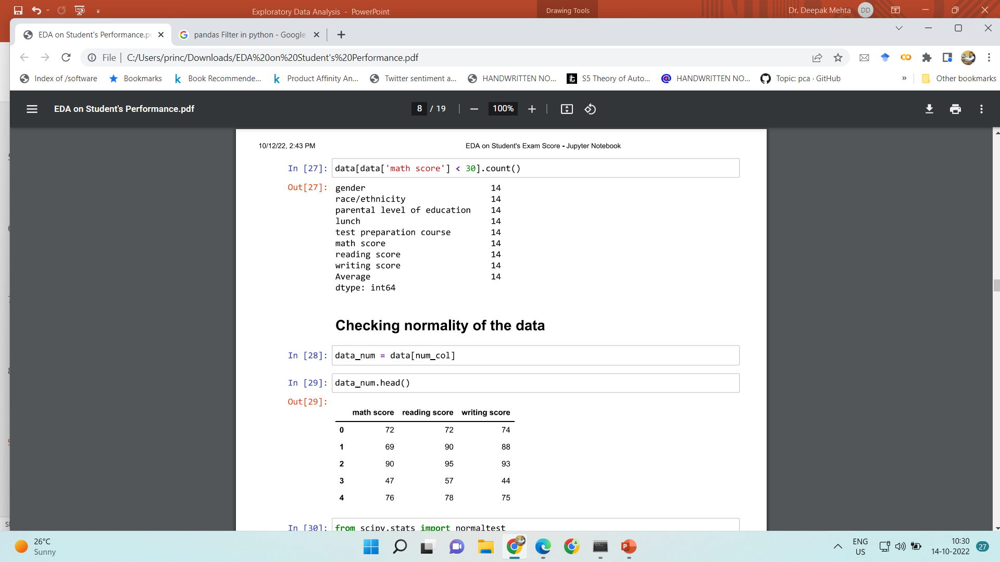 Exploratory Data Analysis - PowerPoint
Drawing Tools
Dr. Deepak Mehta
DD
EDA on Student's Performance.p
pandas Filter in python - Google
File
C:/Users/princ/Downloads/EDA%20on%20Student's%20Performance.pdf
Index of /software
Bookmarks
Book Recommende...
Product Affinity An...
Twitter sentiment a...
HANDWRITTEN NO...
S5 Theory of Auto...
HANDWRITTEN NO...
Topic: pca · GitHub
»
Other bookmarks
EDA on Student's Performance.pdf
8 / 19
100%
10/12/22, 2:43 PM
EDA on Student's Exam Score - Jupyter Notebook
In [27]: data[data['math score'] < 30].count()
Out[27]: gender 14
race/ethnicity 14
parental level of education 14
lunch 14
test preparation course 14
math score 14
reading score 14
writing score 14
Average 14
dtype: int64
Checking normality of the data
In [28]: data_num = data[num_col]
In [29]: data_num.head()
Out[29]:
math score reading score writing score
0 72 72 74
1 69 90 88
2 90 95 93
3 47 57 44
4 76 78 75
In [30]: from scipy.stats import normaltest
26°C
Sunny
ENG
US
10:30
14-10-2022
27